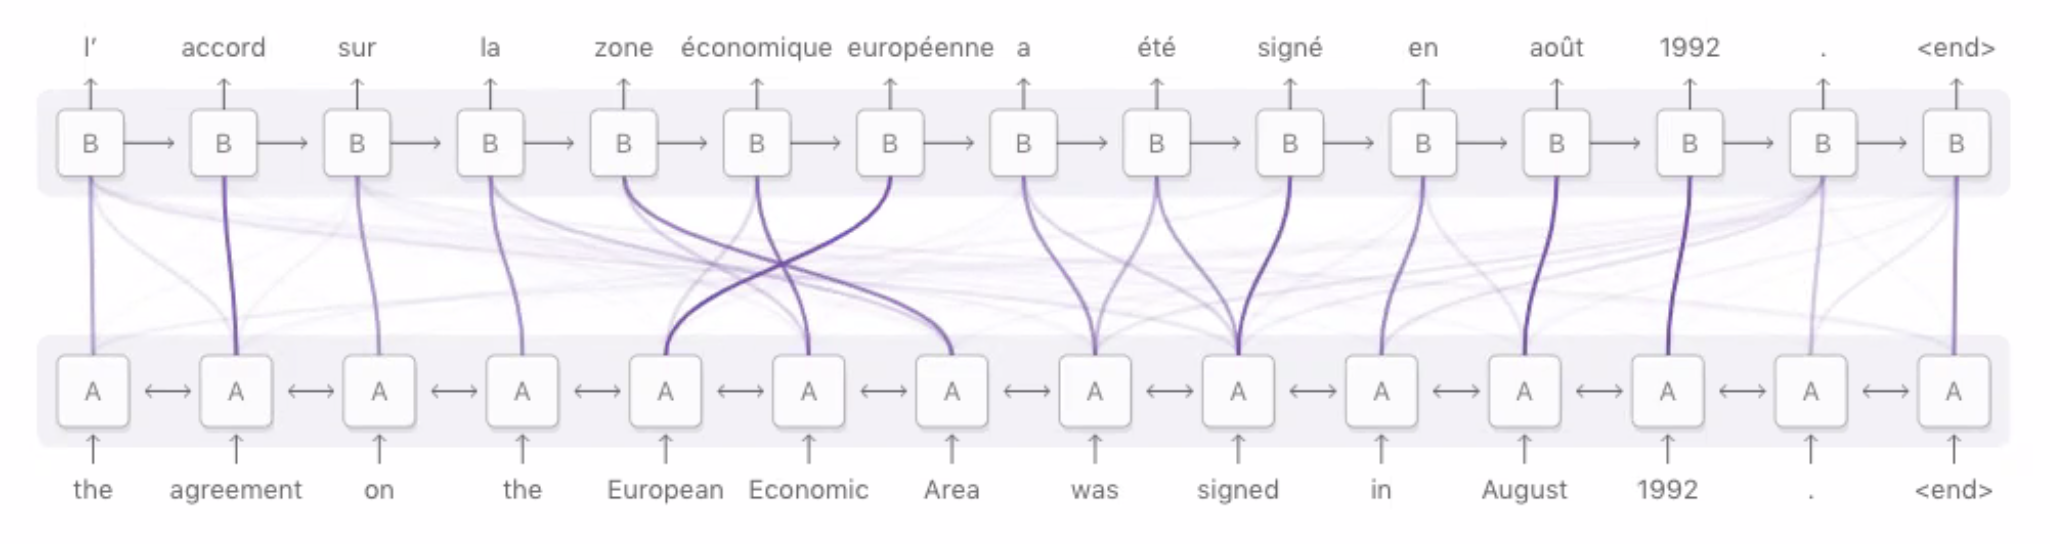 l’ accord sur la zone économique européenne a été signé en août 1992 . <end>
B B B B B B B B B B B B B B B
A A A A A A A A A A A A A A
the agreement on the European Economic Area was signed in August 1992 . <end>